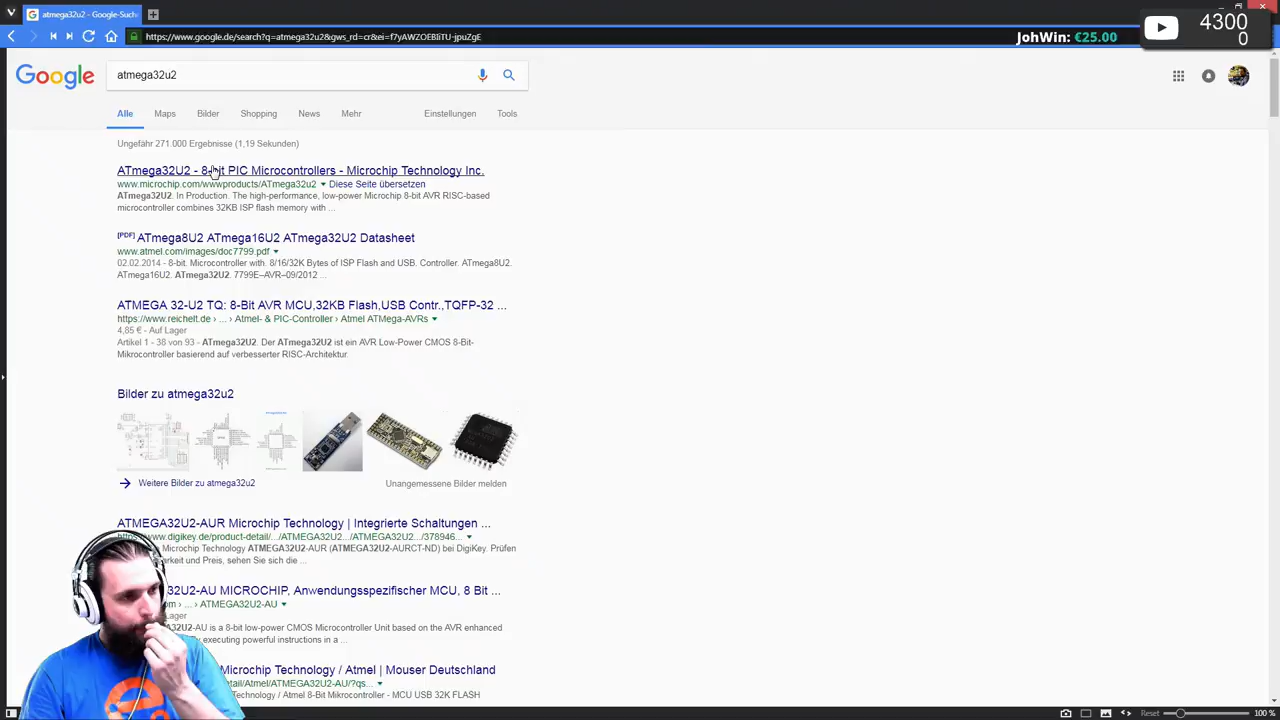 atmega32u2 - Google-Such
https://www.google.de/search?q=atmega32u2&gws_rd=cr&ei=f7yAWZOEBIiTU-jpuZgE
JohWin: €25.00
4300
0
Google
atmega32u2
Alle Maps Bilder Shopping News Mehr Einstellungen Tools
Ungefähr 271.000 Ergebnisse (1,19 Sekunden)
ATmega32U2 - 8-bit PIC Microcontrollers - Microchip Technology Inc.
www.microchip.com/wwwproducts/ATmega32u2 Diese Seite übersetzen
ATmega32U2. In Production. The high-performance, low-power Microchip 8-bit AVR RISC-based
microcontroller combines 32KB ISP flash memory with ...
[PDF] ATmega8U2 ATmega16U2 ATmega32U2 Datasheet
www.atmel.com/images/doc7799.pdf
02.02.2014 - 8-bit. Microcontroller with. 8/16/32K Bytes of ISP Flash and USB. Controller. ATmega8U2.
ATmega16U2. ATmega32U2. 7799E–AVR–09/2012 ...
ATMEGA 32-U2 TQ: 8-Bit AVR MCU,32KB Flash,USB Contr.,TQFP-32 ...
https://www.reichelt.de › ... › Atmel- & PIC-Controller › Atmel ATMega-AVRs
4,85 € - Auf Lager
Artikel 1 - 38 von 93 - ATmega32U2. Der ATmega32U2 ist ein AVR Low-Power CMOS 8-Bit-
Mikrocontroller basierend auf verbesserter RISC-Architektur.
Bilder zu atmega32u2
Weitere Bilder zu atmega32u2 Unangemessene Bilder melden
ATMEGA32U2-AUR Microchip Technology | Integrierte Schaltungen ...
https://www.digikey.de/product-detail/.../ATMEGA32U2.../ATMEGA32U2.../378946...
Microchip Technology ATMEGA32U2-AUR (ATMEGA32U2-AURCT-ND) bei DigiKey. Prüfen
arkeit und Preis, sehen Sie sich die ...
32U2-AU MICROCHIP, Anwendungsspezifischer MCU, 8 Bit ...
om › ... › ATMEGA32U2-AU
Lager
2-AU is a 8-bit low-power CMOS Microcontroller Unit based on the AVR enhanced
By executing powerful instructions in a ...
Microchip Technology / Atmel | Mouser Deutschland
etail/Atmel/ATMEGA32U2-AU/?qs...
Technology / Atmel 8-Bit Mikrocontroller - MCU USB 32K FLASH
Reset 100 %